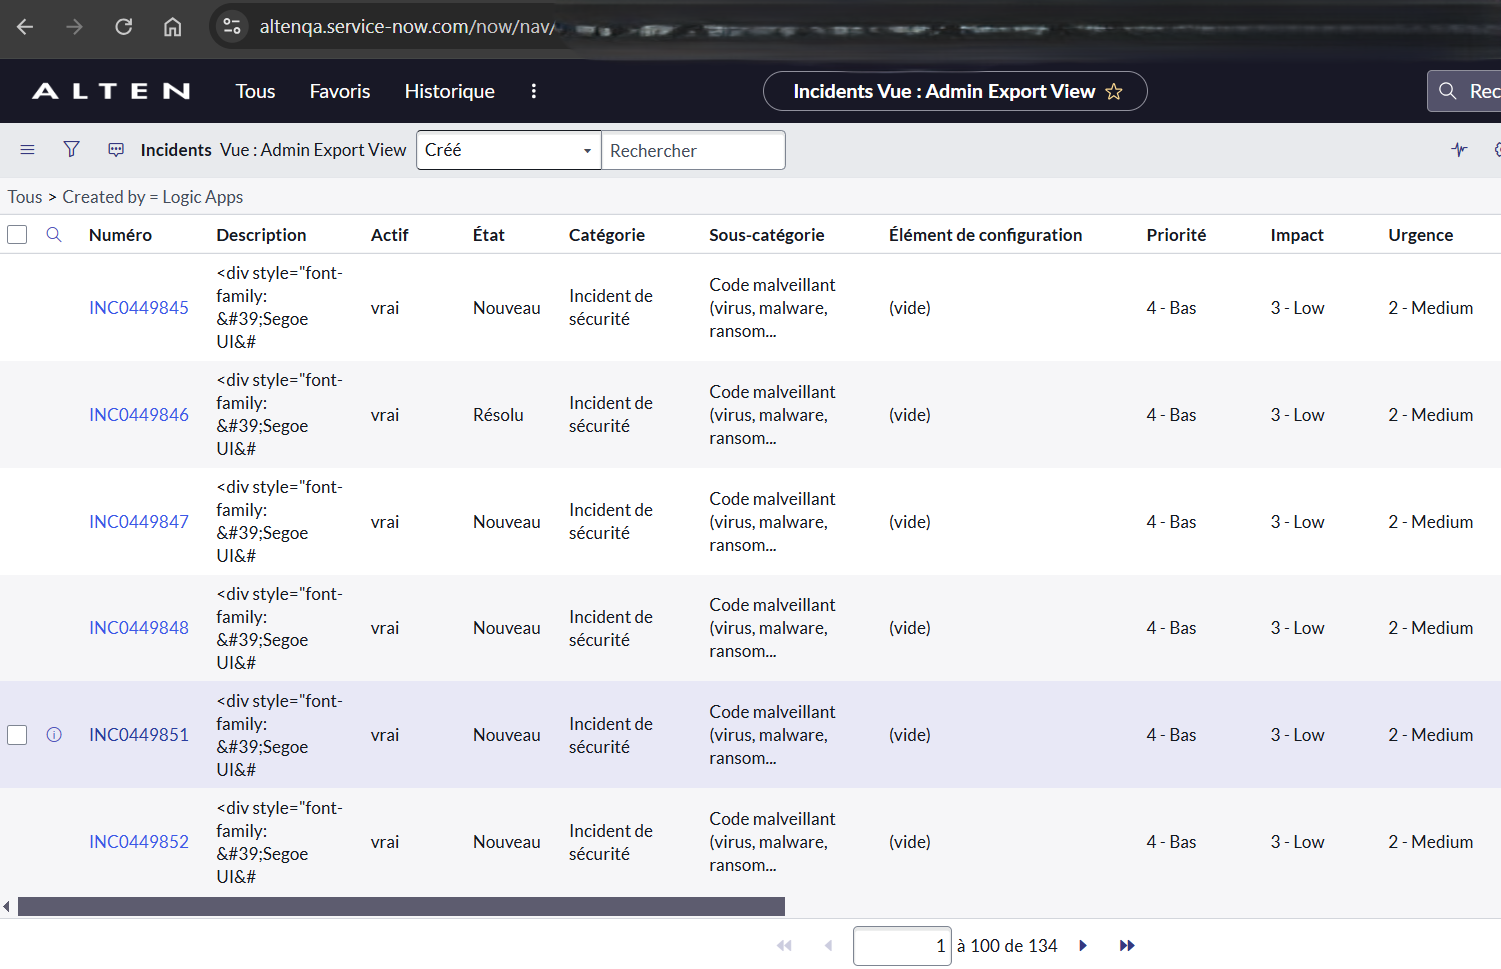 altenqa.service-now.com/now/nav/
ALTEN Tous Favoris Historique Incidents Vue : Admin Export View Rec
Incidents Vue : Admin Export View Créé Rechercher
Tous > Created by = Logic Apps
Numéro Description Actif État Catégorie Sous-catégorie Élément de configuration Priorité Impact Urgence
<div style="font-
family:
&#39;Segoe
UI&#
INC0449845 vrai Nouveau Incident de
sécurité
Code malveillant
(virus, malware,
ransom...
(vide) 4 - Bas 3 - Low 2 - Medium
<div style="font-
family:
&#39;Segoe
UI&#
INC0449846 vrai Résolu Incident de
sécurité
Code malveillant
(virus, malware,
ransom...
(vide) 4 - Bas 3 - Low 2 - Medium
<div style="font-
family:
&#39;Segoe
UI&#
INC0449847 vrai Nouveau Incident de
sécurité
Code malveillant
(virus, malware,
ransom...
(vide) 4 - Bas 3 - Low 2 - Medium
<div style="font-
family:
&#39;Segoe
UI&#
INC0449848 vrai Nouveau Incident de
sécurité
Code malveillant
(virus, malware,
ransom...
(vide) 4 - Bas 3 - Low 2 - Medium
<div style="font-
family:
&#39;Segoe
UI&#
INC0449851 vrai Nouveau Incident de
sécurité
Code malveillant
(virus, malware,
ransom...
(vide) 4 - Bas 3 - Low 2 - Medium
<div style="font-
family:
&#39;Segoe
UI&#
INC0449852 vrai Nouveau Incident de
sécurité
Code malveillant
(virus, malware,
ransom...
(vide) 4 - Bas 3 - Low 2 - Medium
1 à 100 de 134